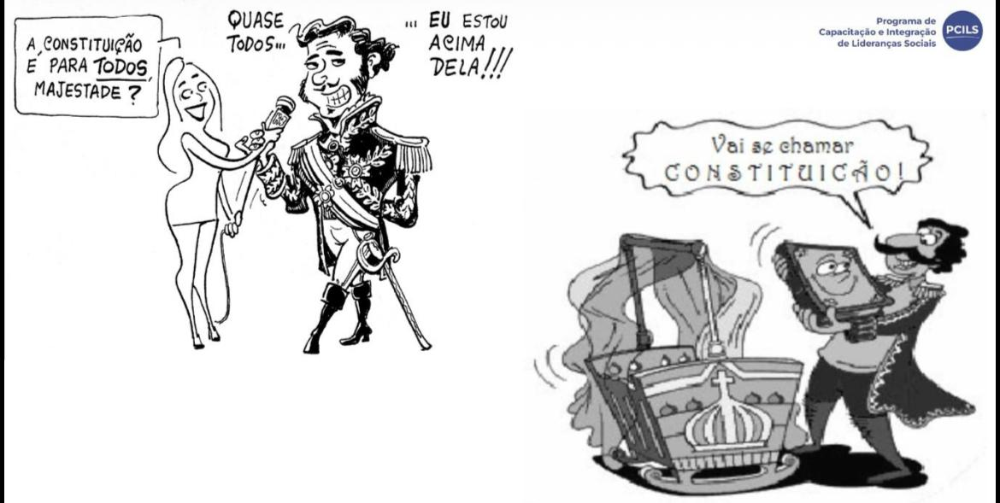 A CONSTITUIÇÃO
É PARA TODOS,
MAJESTADE?
QUASE
TODOS...
... EU ESTOU
ACIMA
DELA!!!
Programa de
Capacitação e Integração
de Lideranças Sociais
PCILS
Vai se chamar
CONSTITUIÇÃO!